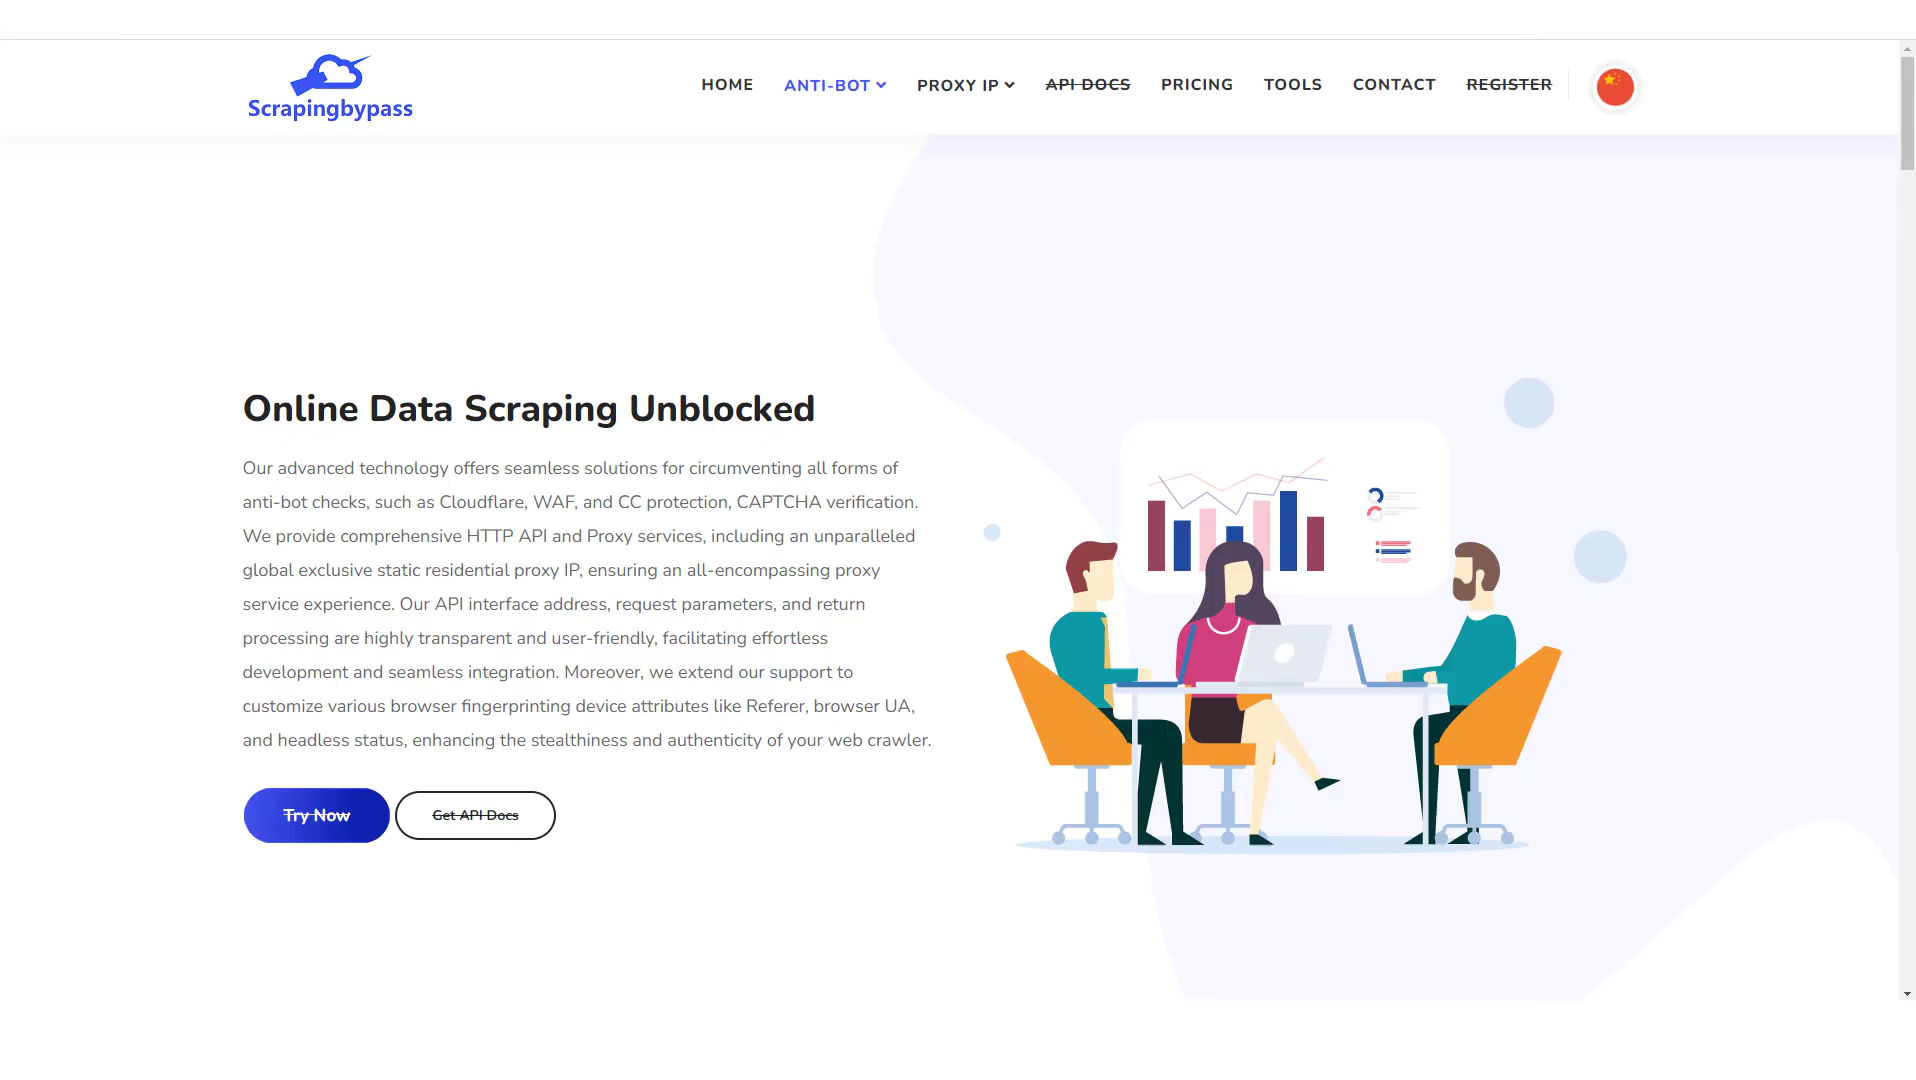 Scrapingbypass
HOME ANTI-BOT PROXY IP API DOCS PRICING TOOLS CONTACT REGISTER
Online Data Scraping Unblocked
Our advanced technology offers seamless solutions for circumventing all forms of
anti-bot checks, such as Cloudflare, WAF, and CC protection, CAPTCHA verification.
We provide comprehensive HTTP API and Proxy services, including an unparalleled
global exclusive static residential proxy IP, ensuring an all-encompassing proxy
service experience. Our API interface address, request parameters, and return
processing are highly transparent and user-friendly, facilitating effortless
development and seamless integration. Moreover, we extend our support to
customize various browser fingerprinting device attributes like Referer, browser UA,
and headless status, enhancing the stealthiness and authenticity of your web crawler.
Try Now Get API Docs